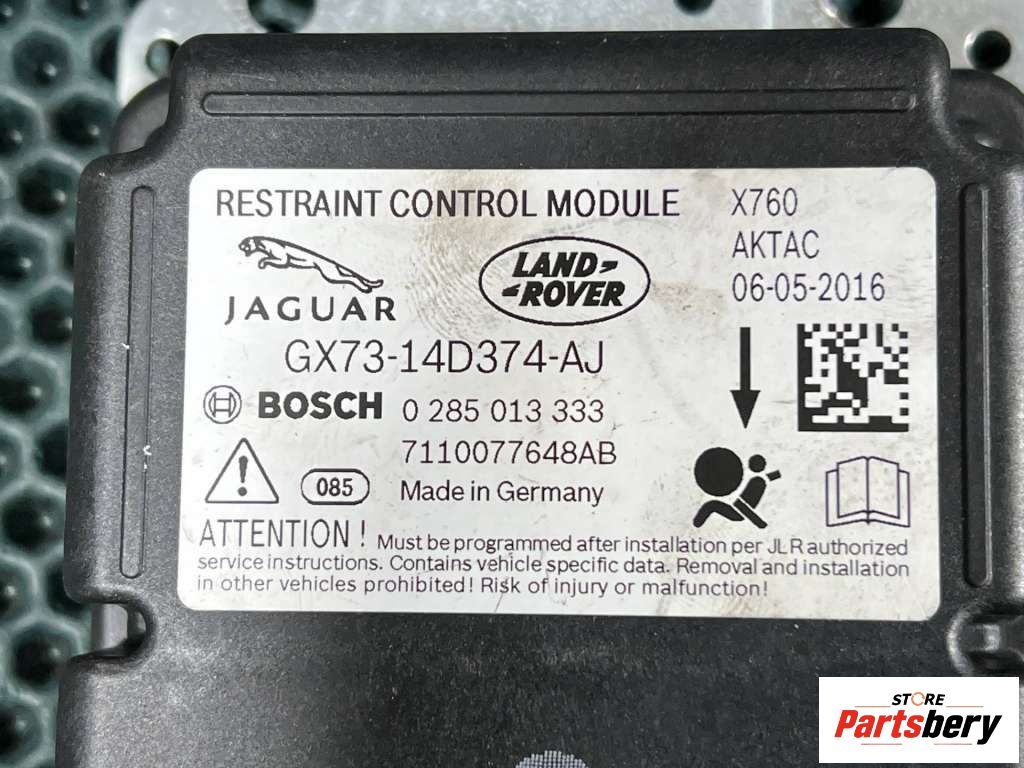 RESTRAINT CONTROL MODULE
X760
AKTAC
06-05-2016
JAGUAR
LAND
ROVER
GX73-14D374-AJ
BOSCH 0 285 013 333
7110077648AB
085
Made in Germany
ATTENTION ! Must be programmed after installation per JLR authorized
service instructions. Contains vehicle specific data. Removal and installation
in other vehicles prohibited! Risk of injury or malfunction!
STORE
Partsbery